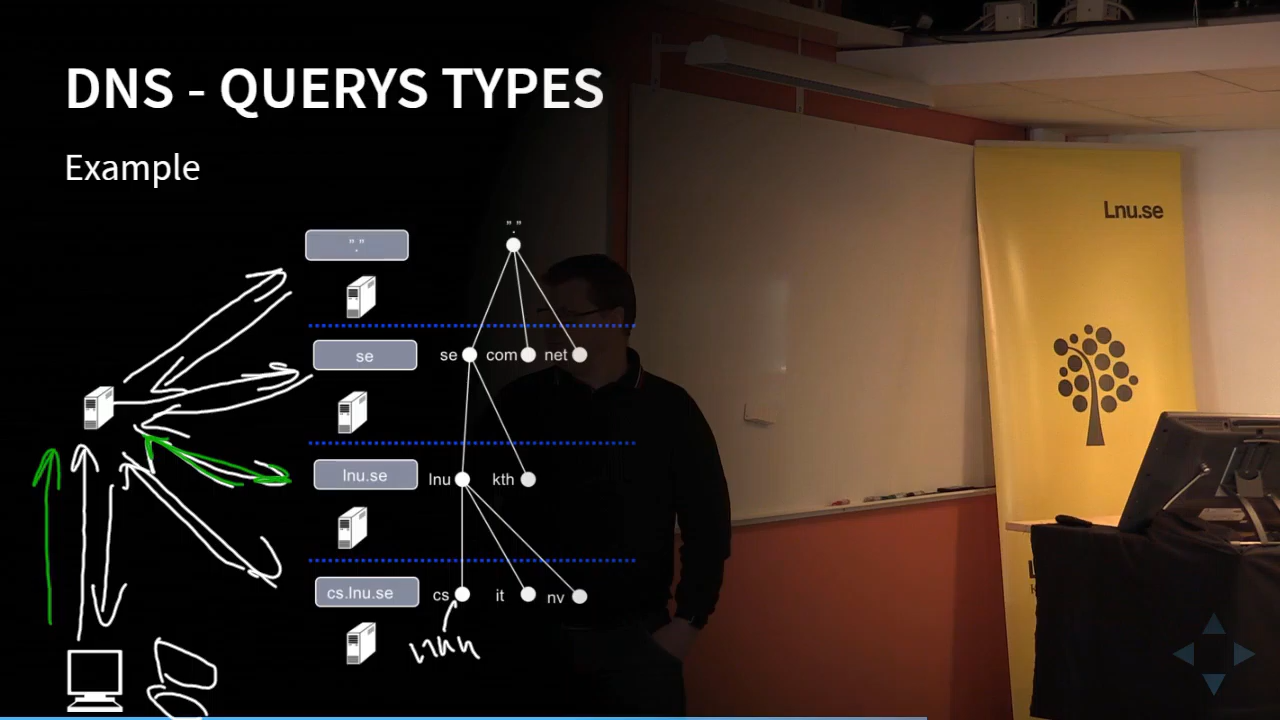 DNS - QUERYS TYPES
Example
"."
"."
se
se com net
lnu.se
lnu kth
cs.lnu.se
cs it nv
Lnu.se